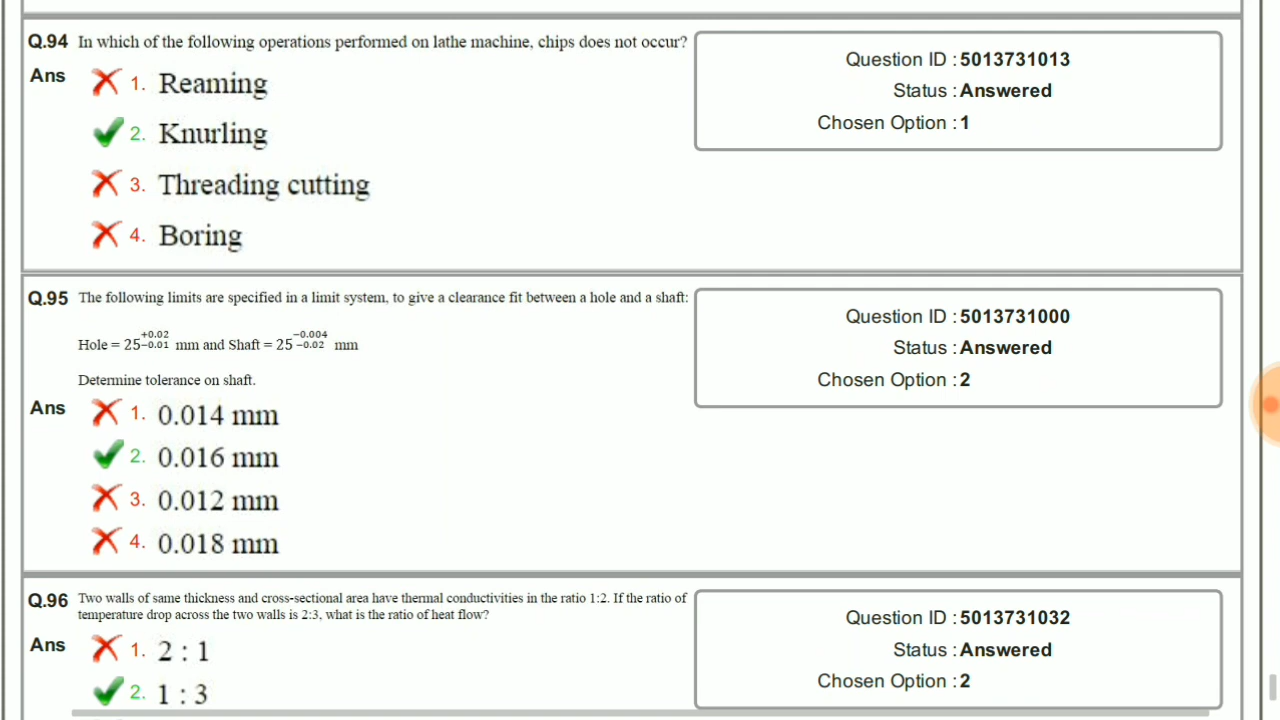 Q.94 In which of the following operations performed on lathe machine, chips does not occur?
Question ID : 5013731013
Status : Answered
Chosen Option : 1
Ans 1. Reaming
2. Knurling
3. Threading cutting
4. Boring
Q.95 The following limits are specified in a limit system, to give a clearance fit between a hole and a shaft:
Hole = 25 +0.02 −0.01 mm and Shaft = 25 −0.004 −0.02 mm
Determine tolerance on shaft.
Question ID : 5013731000
Status : Answered
Chosen Option : 2
Ans 1. 0.014 mm
2. 0.016 mm
3. 0.012 mm
4. 0.018 mm
Q.96 Two walls of same thickness and cross-sectional area have thermal conductivities in the ratio 1:2. If the ratio of
temperature drop across the two walls is 2:3, what is the ratio of heat flow?
Question ID : 5013731032
Status : Answered
Chosen Option : 2
Ans 1. 2 : 1
2. 1 : 3